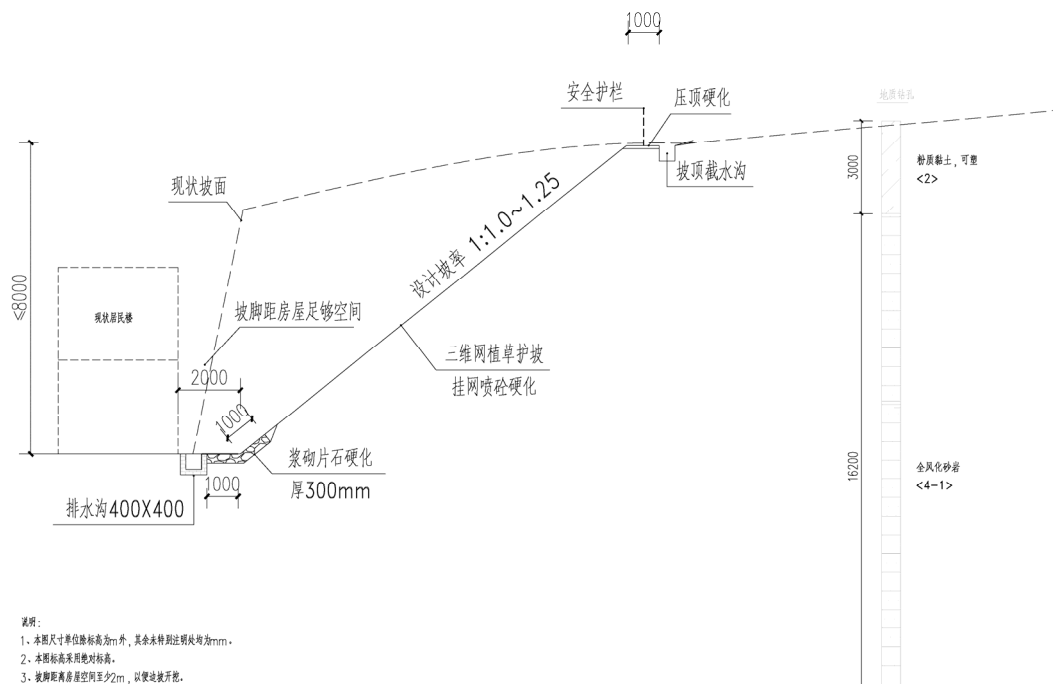 1000
安全护栏
压顶硬化
地质钻孔
现状坡面
坡顶截水沟
3000
粉质黏土，可塑
<2>
设计坡率 1:1.0~1.25
≤8000
现状居民楼
坡脚距房屋足够空间
三维网植草护坡
挂网喷砼硬化
2000
1000
浆砌片石硬化
厚300mm
1000
排水沟400X400
16200
全风化砂岩
<4-1>
说明：
1、本图尺寸单位除标高为m外，其余未特别注明处均为mm。
2、本图标高采用绝对标高。
3、坡脚距离房屋空间至少2m，以便边坡开挖。